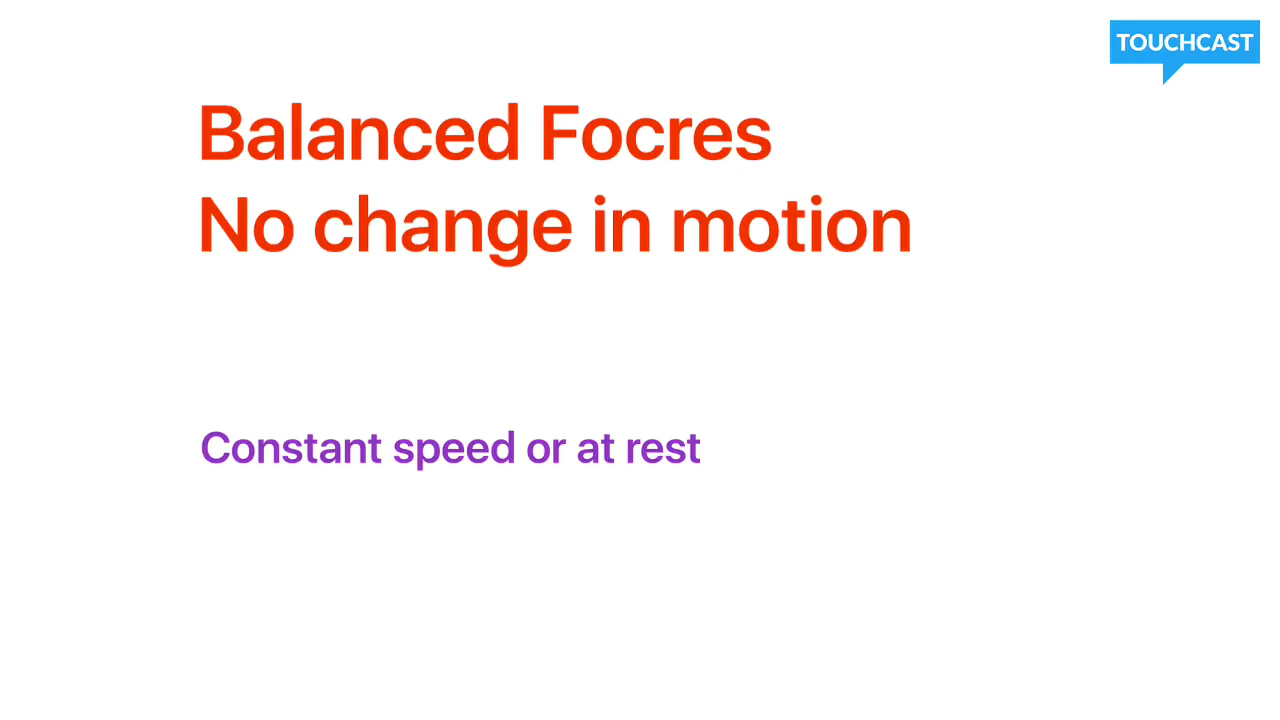 TOUCHCAST
Balanced Focres
No change in motion
Constant speed or at rest